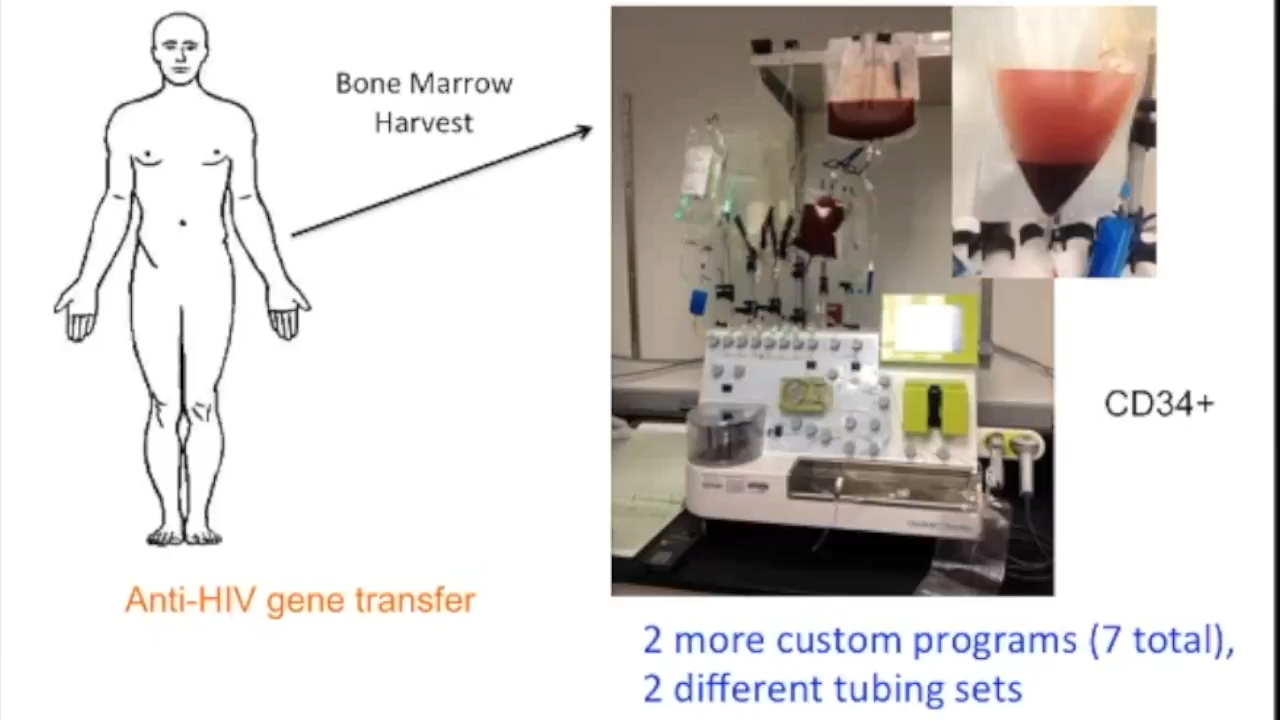 Bone Marrow
Harvest
CD34+
Anti-HIV gene transfer
2 more custom programs (7 total),
2 different tubing sets